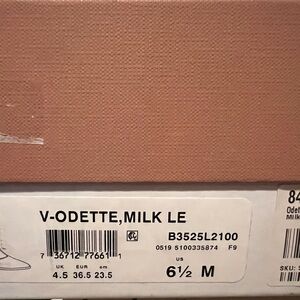 V-ODETTE,MILK LE
B3525L2100
0519 5100335874 F9
7 36712 77661 1
UK EUR cm
4.5 36.5 23.5
US
6½ M
84
Odet
Milk
SKU: